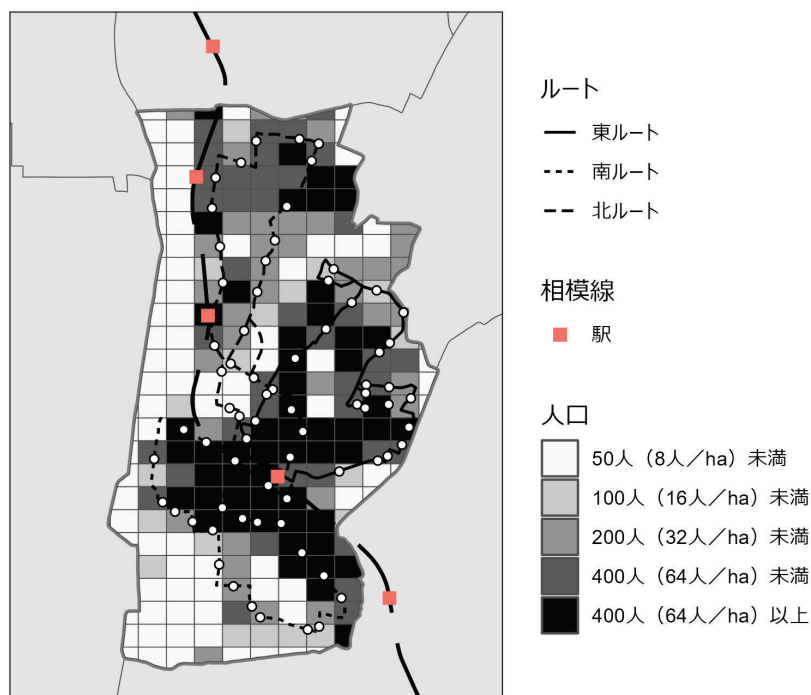 ルート
東ルート
南ルート
北ルート
相模線
駅
人口
50人（8人／ha）未満
100人（16人／ha）未満
200人（32人／ha）未満
400人（64人／ha）未満
400人（64人／ha）以上